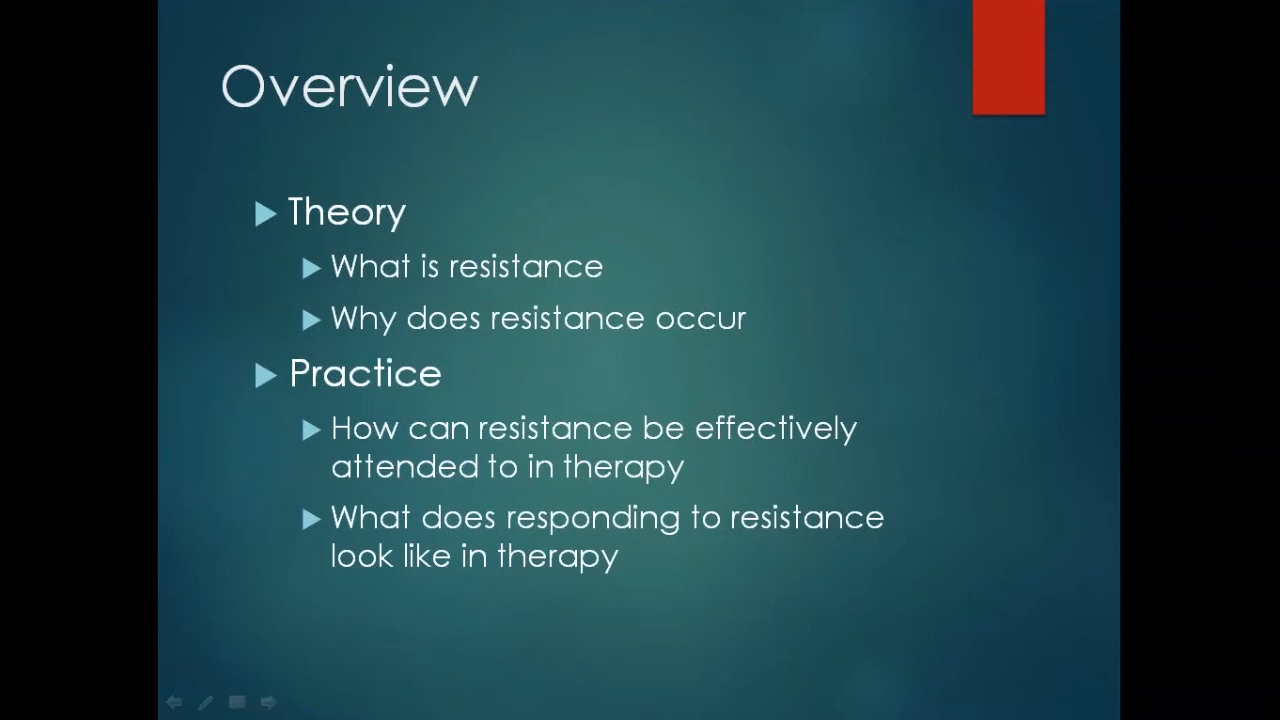 Overview
Theory
What is resistance
Why does resistance occur
Practice
How can resistance be effectively
attended to in therapy
What does responding to resistance
look like in therapy